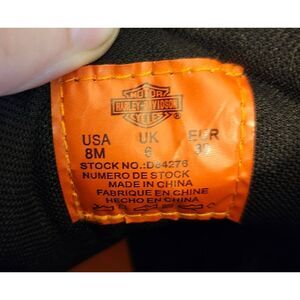 MOTOR
HARLEY-DAVIDSON
CYCLES
USA UK EUR
8M 6 39
STOCK NO.:D84276
NUMERO DE STOCK
MADE IN CHINA
FABRIQUE EN CHINE
HECHO EN CHINA